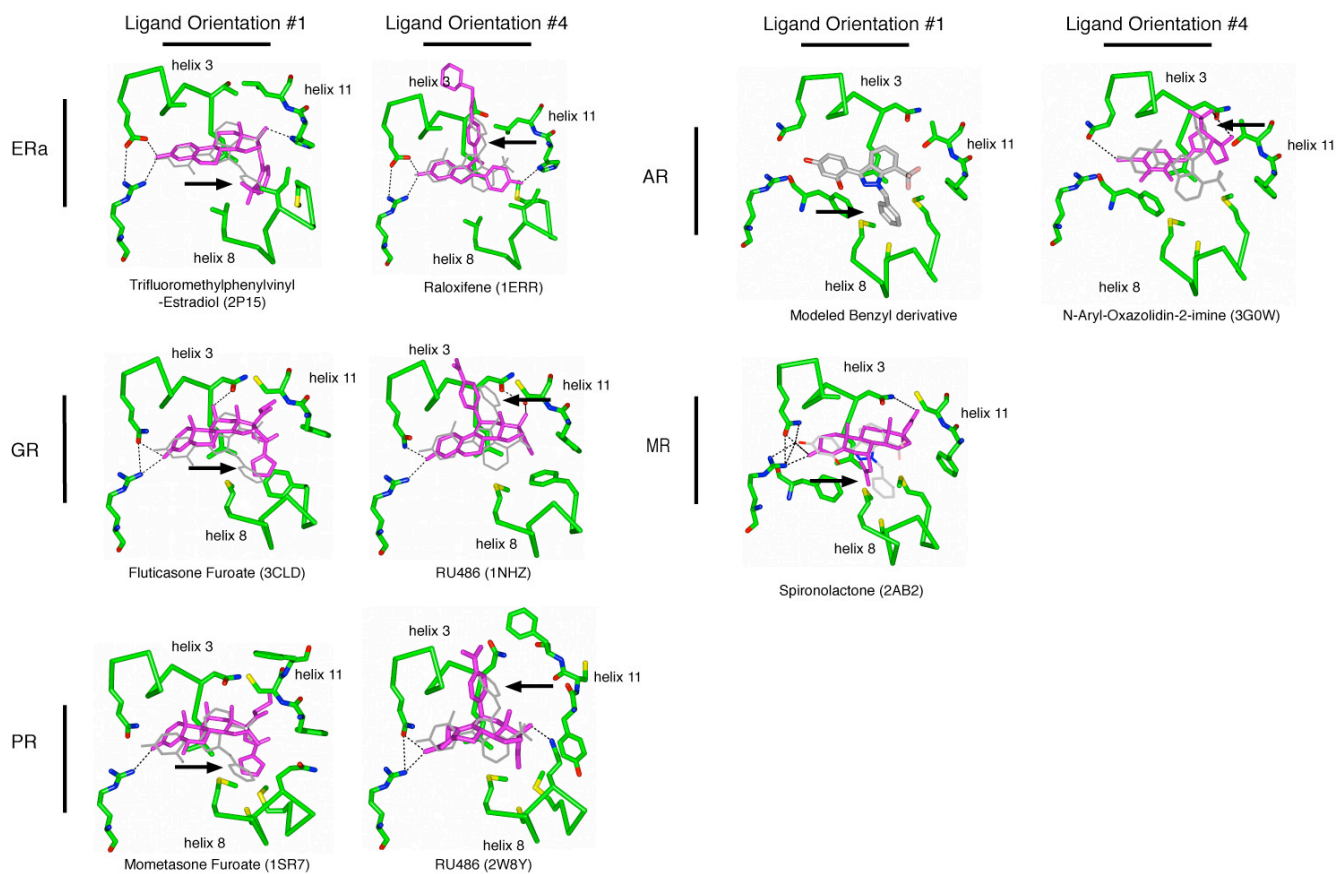 Ligand Orientation #1
Ligand Orientation #4
ERa
helix 3
helix 11
helix 8
Trifluoromethylphenylvinyl
-Estradiol (2P15)
helix 3
helix 11
helix 8
Raloxifene (1ERR)
GR
helix 3
helix 11
helix 8
Fluticasone Furoate (3CLD)
helix 3
helix 11
helix 8
RU486 (1NHZ)
PR
helix 3
helix 11
helix 8
Mometasone Furoate (1SR7)
helix 3
helix 11
helix 8
RU486 (2W8Y)
Ligand Orientation #1
Ligand Orientation #4
AR
helix 3
helix 11
helix 8
Modeled Benzyl derivative
helix 3
helix 11
helix 8
N-Aryl-Oxazolidin-2-imine (3G0W)
MR
helix 3
helix 11
helix 8
Spironolactone (2AB2)